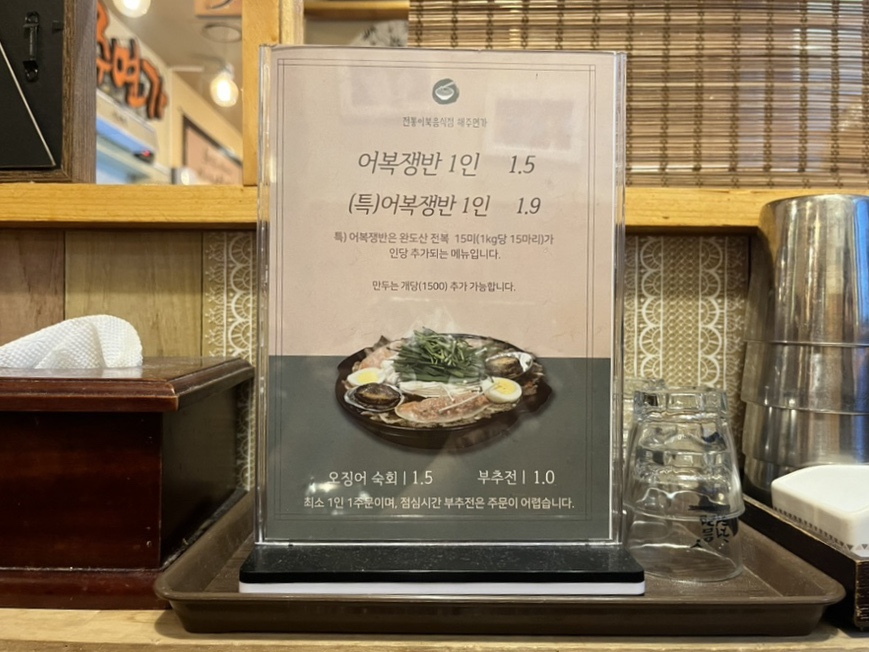 전통이북음식점 매주면가
어복쟁반 1인 1.5
(특)어복쟁반 1인 1.9
특) 어복쟁반은 완도산 전복 15미(1kg당 15마리)가
인당 추가되는 메뉴입니다.
만두는 개당(1500) 추가 가능합니다.
오징어 숙회 | 1.5 부추전 | 1.0
최소 1인 1주문이며, 점심시간 부추전은 주문이 어렵습니다.